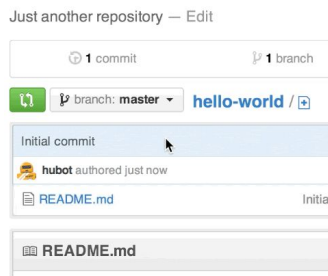 Just another repository — Edit
1 commit 1 branch
branch: master hello-world /
Initial commit
hubot authored just now
README.md Initia
README.md